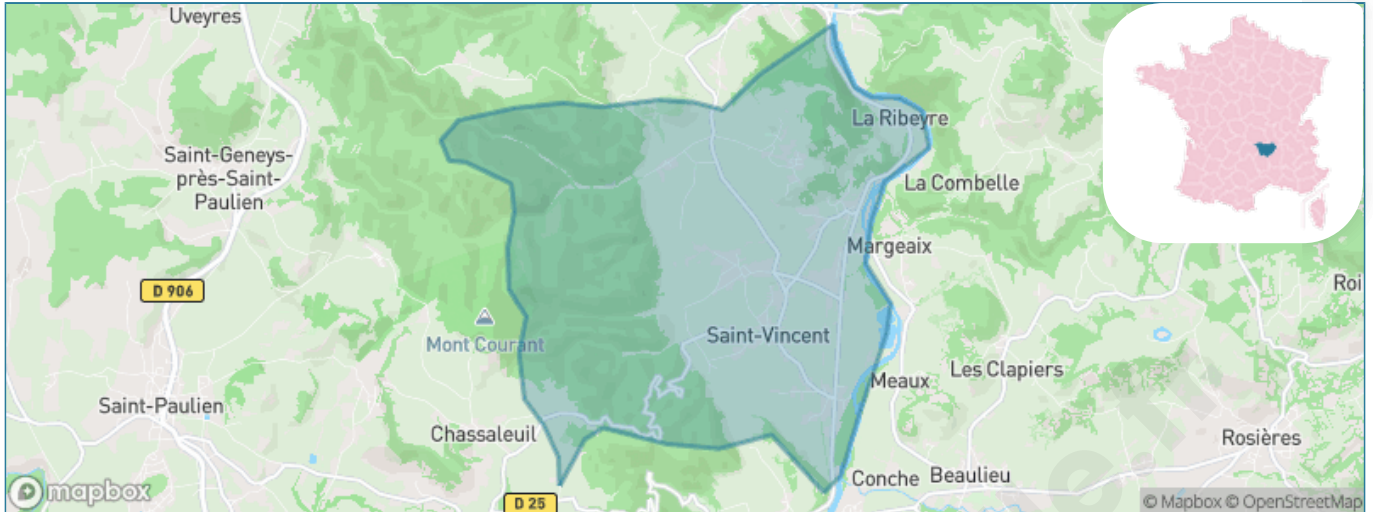 Uveyres
La Ribeyre
Saint-Geneys-
près-Saint-
Paulien
La Combelle
Margeaix
D 906
Roi
Mont Courant
Saint-Vincent
Les Clapiers
Meaux
Saint-Paulien
Chassaleuil
Rosières
Conche
Beaulieu
mapbox
D 25
© Mapbox © OpenStreetMap